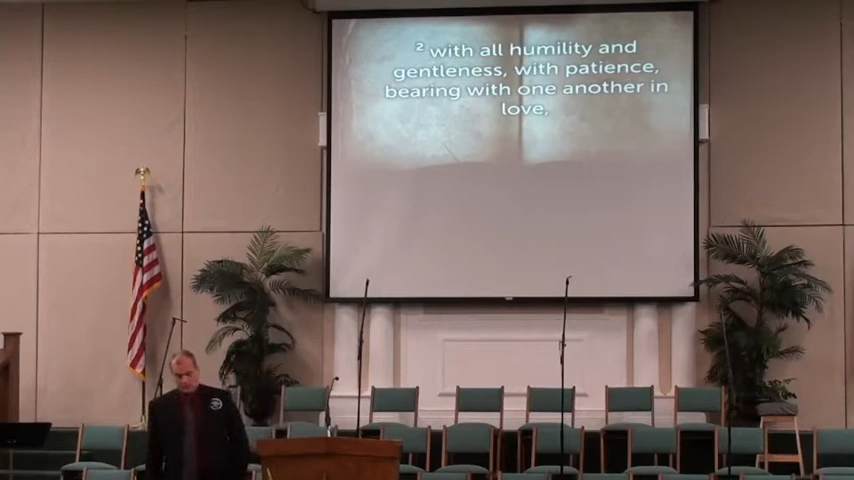 ² with all humility and
gentleness, with patience,
bearing with one another in
love,